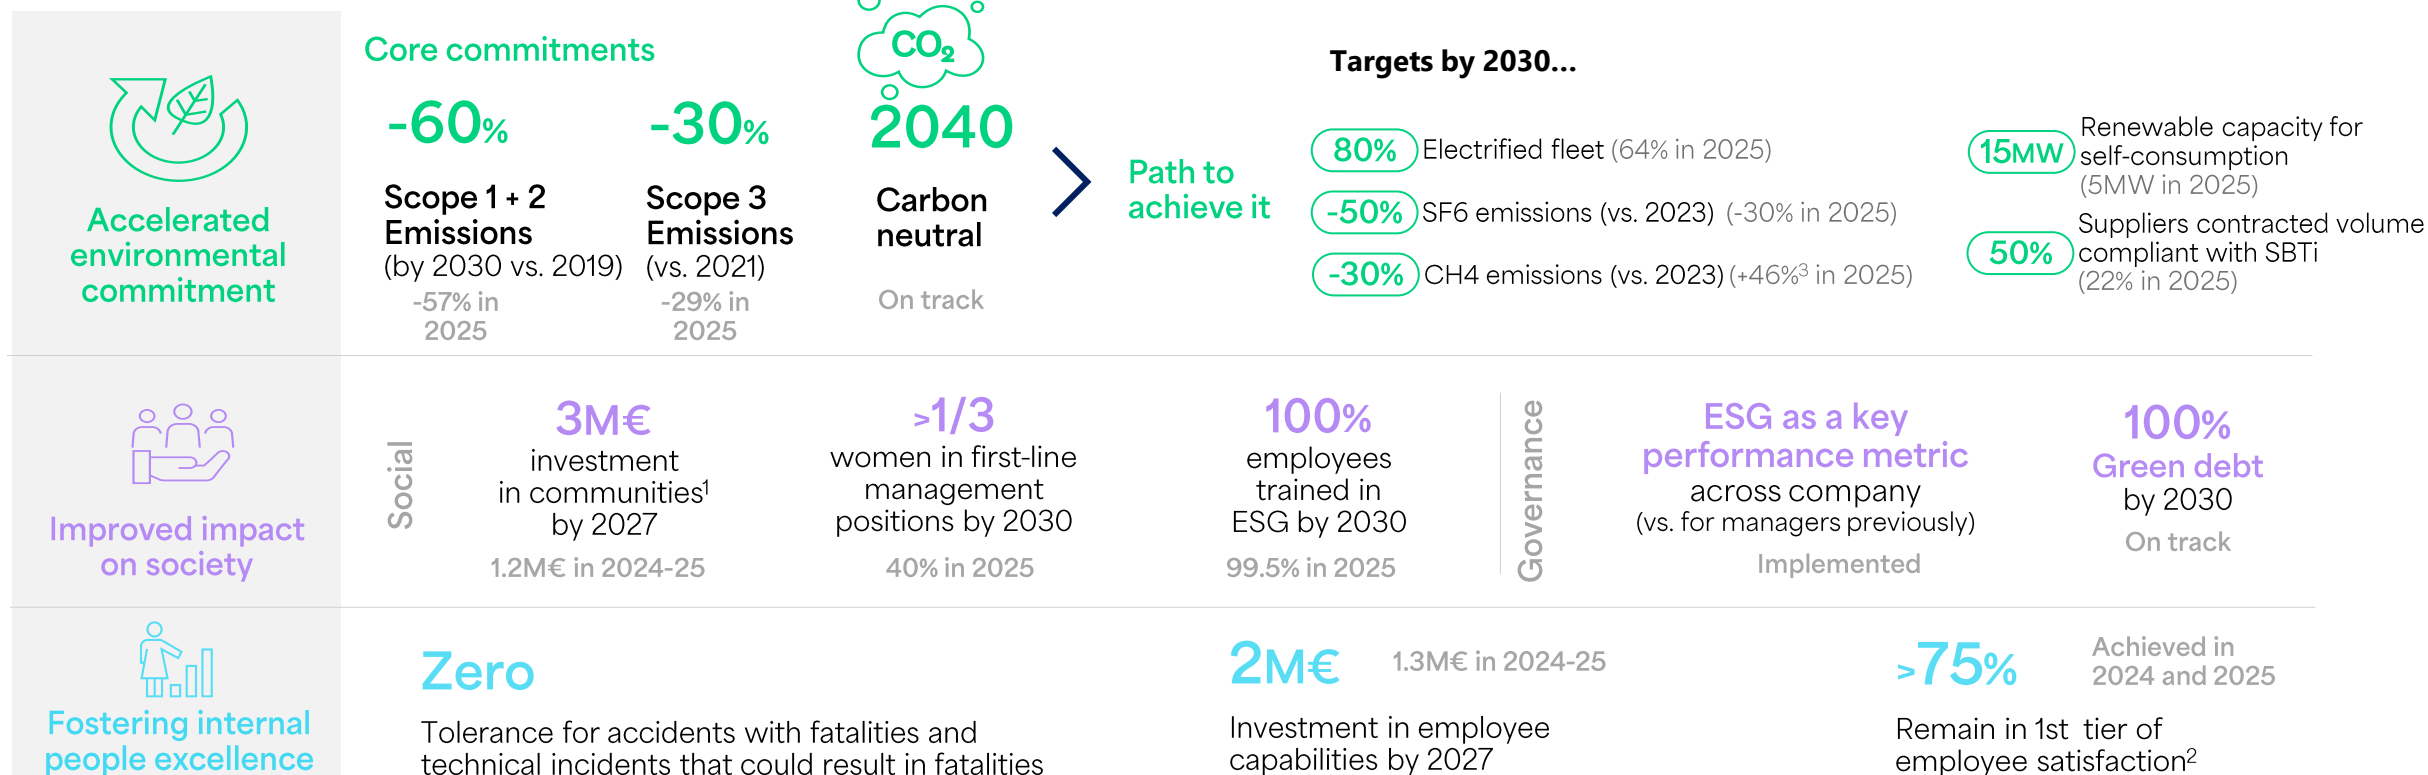 Accelerated
environmental
commitment
Core commitments
-60%
Scope 1 + 2
Emissions
(by 2030 vs. 2019)
-57% in
2025
-30%
Scope 3
Emissions
(vs. 2021)
-29% in
2025
CO₂
2040
Carbon
neutral
On track
Path to
achieve it
Targets by 2030...
80% Electrified fleet (64% in 2025)
-50% SF6 emissions (vs. 2023) (-30% in 2025)
-30% CH4 emissions (vs. 2023) (+46%³ in 2025)
15MW
Renewable capacity for
self-consumption
(5MW in 2025)
50%
Suppliers contracted volume
compliant with SBTi
(22% in 2025)
Improved impact
on society
Social
3M€
investment
in communities¹
by 2027
1.2M€ in 2024-25
>1/3
women in first-line
management
positions by 2030
40% in 2025
100%
employees
trained in
ESG by 2030
99.5% in 2025
Governance
ESG as a key
performance metric
across company
(vs. for managers previously)
Implemented
100%
Green debt
by 2030
On track
Fostering internal
people excellence
Zero
Tolerance for accidents with fatalities and
technical incidents that could result in fatalities
2M€
1.3M€ in 2024-25
Investment in employee
capabilities by 2027
>75%
Achieved in
2024 and 2025
Remain in 1st tier of
employee satisfaction²